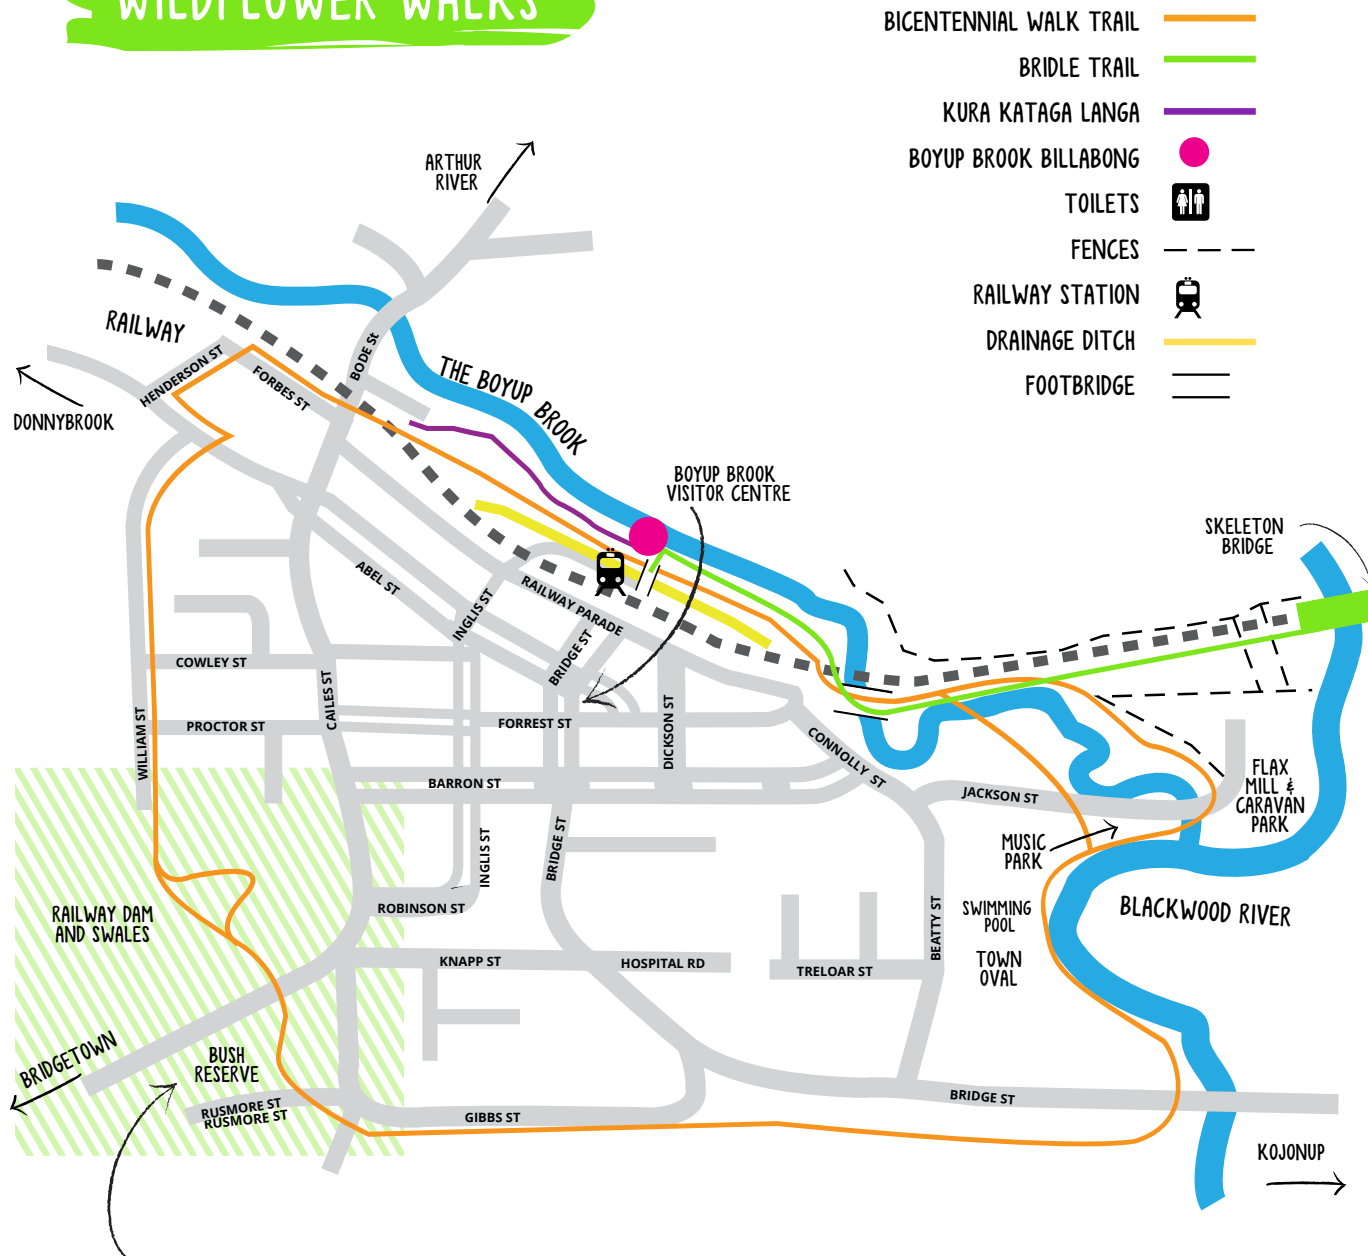 WILDFLOWER WALKS
BICENTENNIAL WALK TRAIL
BRIDLE TRAIL
KURA KATAGA LANGA
BOYUP BROOK BILLABONG
TOILETS
FENCES
RAILWAY STATION
DRAINAGE DITCH
FOOTBRIDGE
ARTHUR
RIVER
RAILWAY
DONNYBROOK
HENDERSON ST
FORBES ST
BODE St
THE BOYUP BROOK
BOYUP BROOK
VISITOR CENTRE
SKELETON
BRIDGE
ABEL ST
INGLIS ST
RAILWAY PARADE
BRIDGE ST
COWLEY ST
CAILES ST
PROCTOR ST
WILLIAM ST
FORREST ST
DICKSON ST
BARRON ST
CONNOLLY ST
JACKSON ST
FLAX
MILL &
CARAVAN
PARK
MUSIC
PARK
INGLIS ST
BRIDGE ST
ROBINSON ST
BEATTY ST
SWIMMING
POOL
TOWN
OVAL
BLACKWOOD RIVER
RAILWAY DAM
AND SWALES
KNAPP ST
HOSPITAL RD
TRELOAR ST
BRIDGETOWN
BUSH
RESERVE
RUSMORE ST
RUSMORE ST
GIBBS ST
BRIDGE ST
KOJONUP